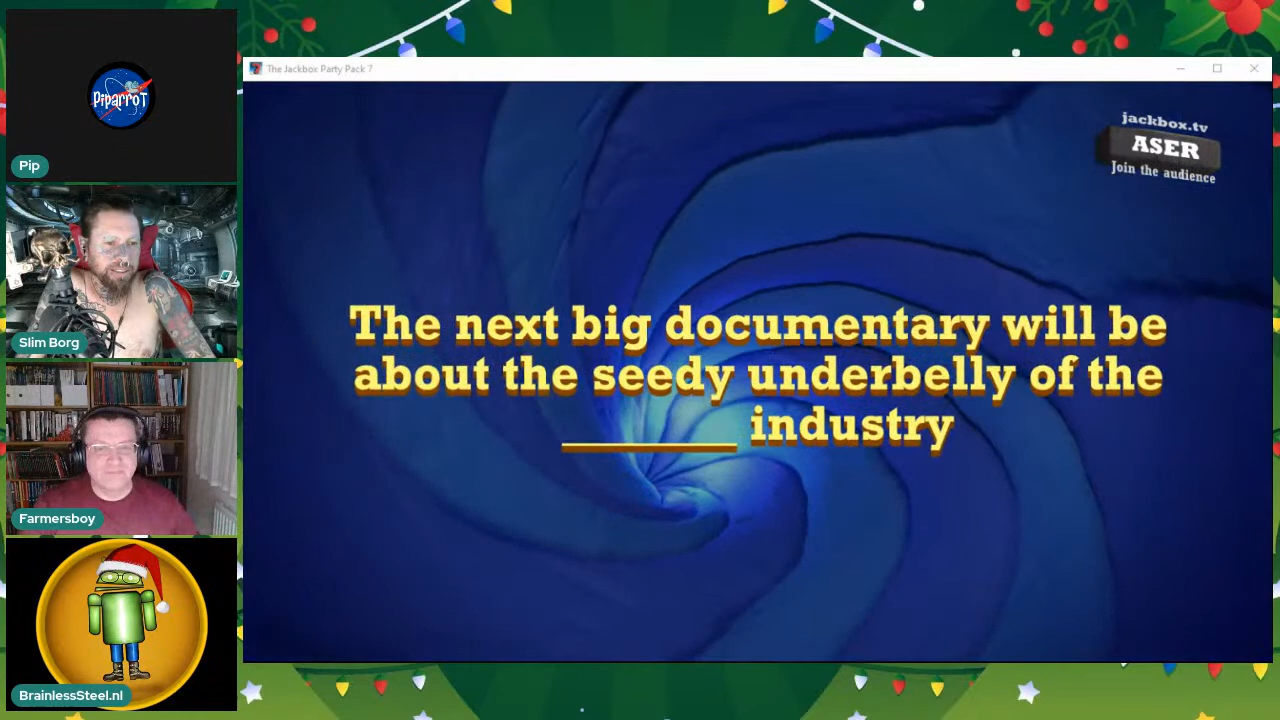 PiparroT
Pip
Slim Borg
Farmersboy
BrainlessSteel.nl
The Jackbox Party Pack 7
jackbox.tv
ASER
Join the audience
The next big documentary will be
about the seedy underbelly of the
_______ industry